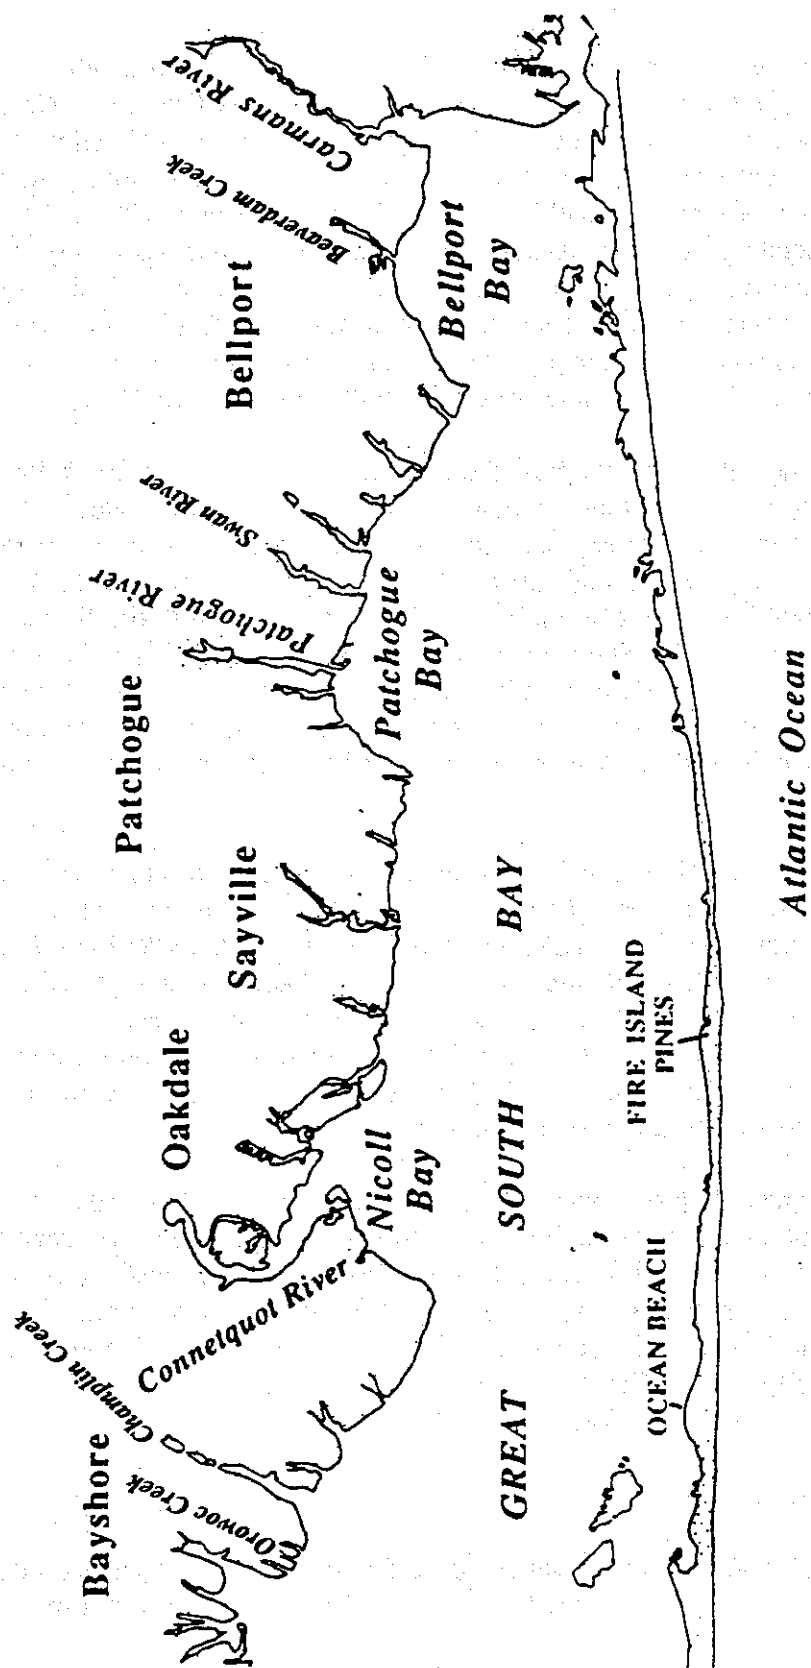 Bayshore
Orowoc Creek
Champlin Creek
Connetquot River
Oakdale
Nicoll
Bay
Sayville
Patchogue
Patchogue River
Swan River
Patchogue
Bay
Bellport
Beaverdam Creek
Carmans River
Bellport
Bay
GREAT SOUTH BAY
OCEAN BEACH
FIRE ISLAND
PINES
Atlantic Ocean